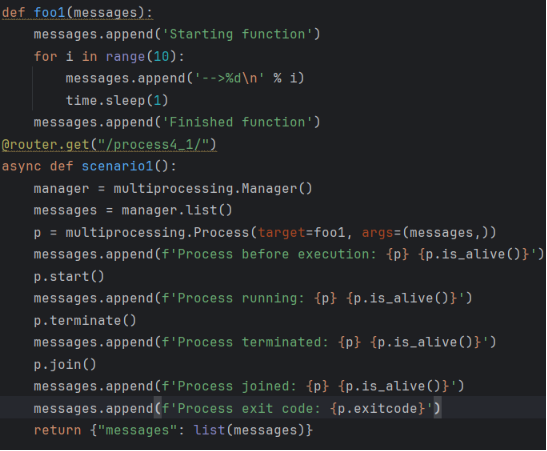 def foo1(messages):
    messages.append('Starting function')
    for i in range(10):
        messages.append('-->%d\n' % i)
        time.sleep(1)
    messages.append('Finished function')
@router.get("/process4_1/")
async def scenario1():
    manager = multiprocessing.Manager()
    messages = manager.list()
    p = multiprocessing.Process(target=foo1, args=(messages,))
    messages.append(f'Process before execution: {p} {p.is_alive()}')
    p.start()
    messages.append(f'Process running: {p} {p.is_alive()}')
    p.terminate()
    messages.append(f'Process terminated: {p} {p.is_alive()}')
    p.join()
    messages.append(f'Process joined: {p} {p.is_alive()}')
    messages.append(f'Process exit code: {p.exitcode}')
    return {"messages": list(messages)}